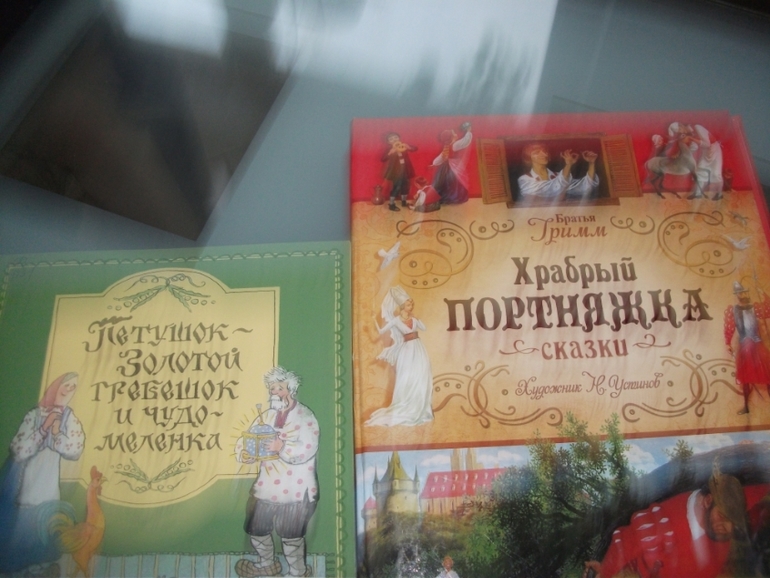 Петушок-
Золотой
гребешок
и чудо-
меленка
Братья
Гримм
Храбрый
ПОРТНЯЖКА
сказки
Художник Н. Устинов